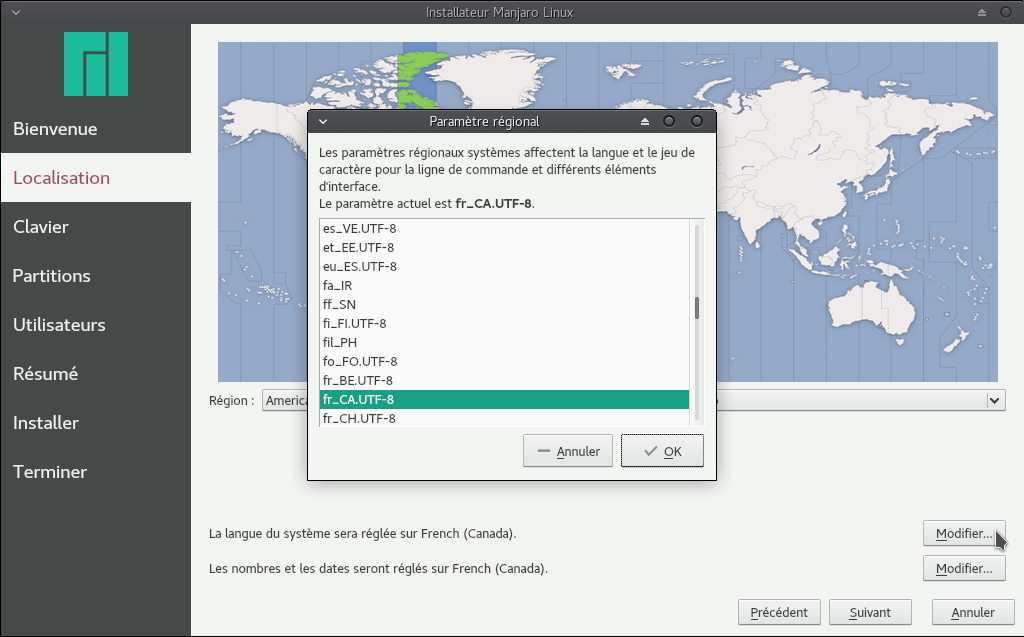 Installateur Manjaro Linux
Bienvenue
Localisation
Clavier
Partitions
Utilisateurs
Résumé
Installer
Terminer
Paramètre régional
Les paramètres régionaux systèmes affectent la langue et le jeu de
caractère pour la ligne de commande et différents éléments
d'interface.
Le paramètre actuel est fr_CA.UTF-8.
es_VE.UTF-8
et_EE.UTF-8
eu_ES.UTF-8
fa_IR
ff_SN
fi_FI.UTF-8
fil_PH
fo_FO.UTF-8
fr_BE.UTF-8
fr_CA.UTF-8
fr_CH.UTF-8
Annuler
OK
Région :
La langue du système sera réglée sur French (Canada).
Modifier...
Les nombres et les dates seront réglés sur French (Canada).
Modifier...
Précédent
Suivant
Annuler